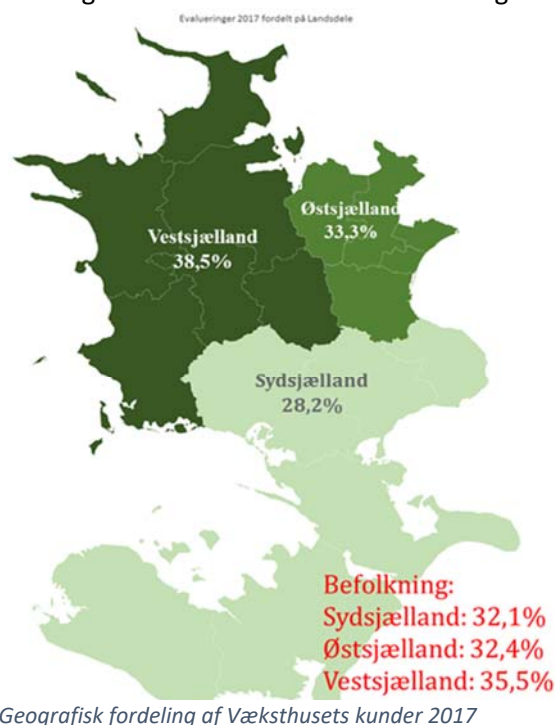 Evalueringer 2017 fordelt på Landsdele
Østsjælland
33,3%
Vestsjælland
38,5%
Sydsjælland
28,2%
Befolkning:
Sydsjælland: 32,1%
Østsjælland: 32,4%
Vestsjælland: 35,5%
Geografisk fordeling af Væksthusets kunder 2017